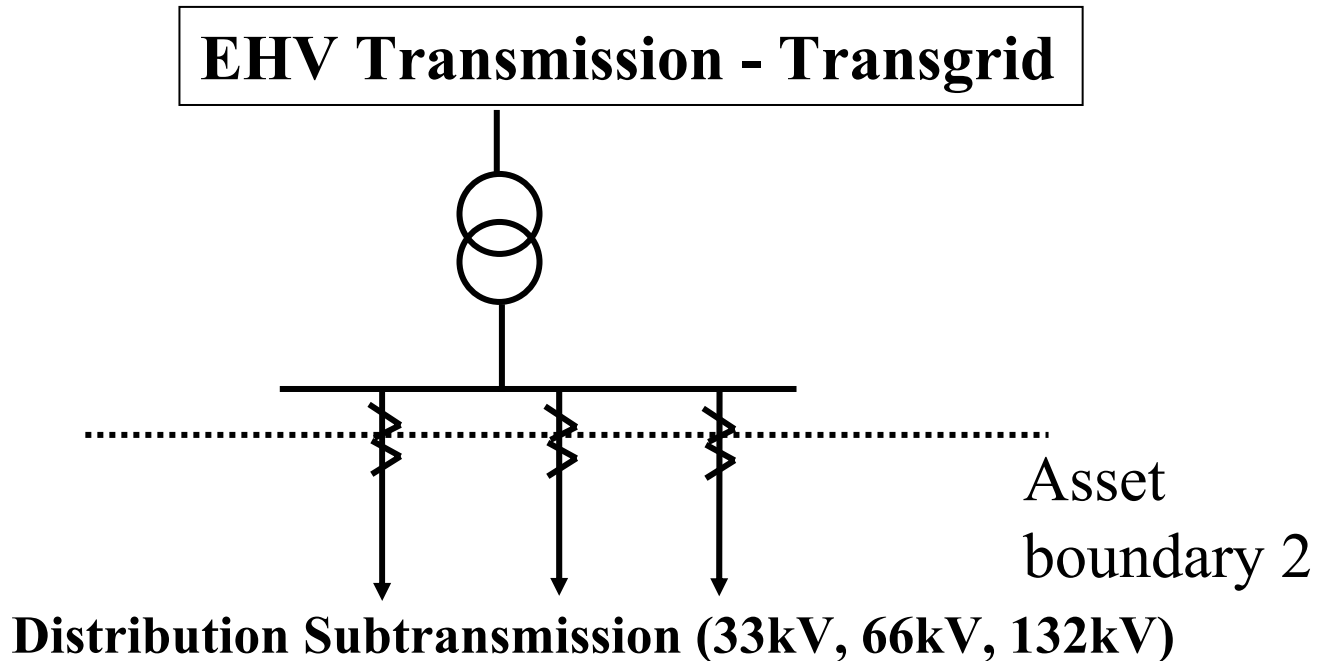 EHV Transmission - Transgrid
Asset
boundary 2
Distribution Subtransmission (33kV, 66kV, 132kV)